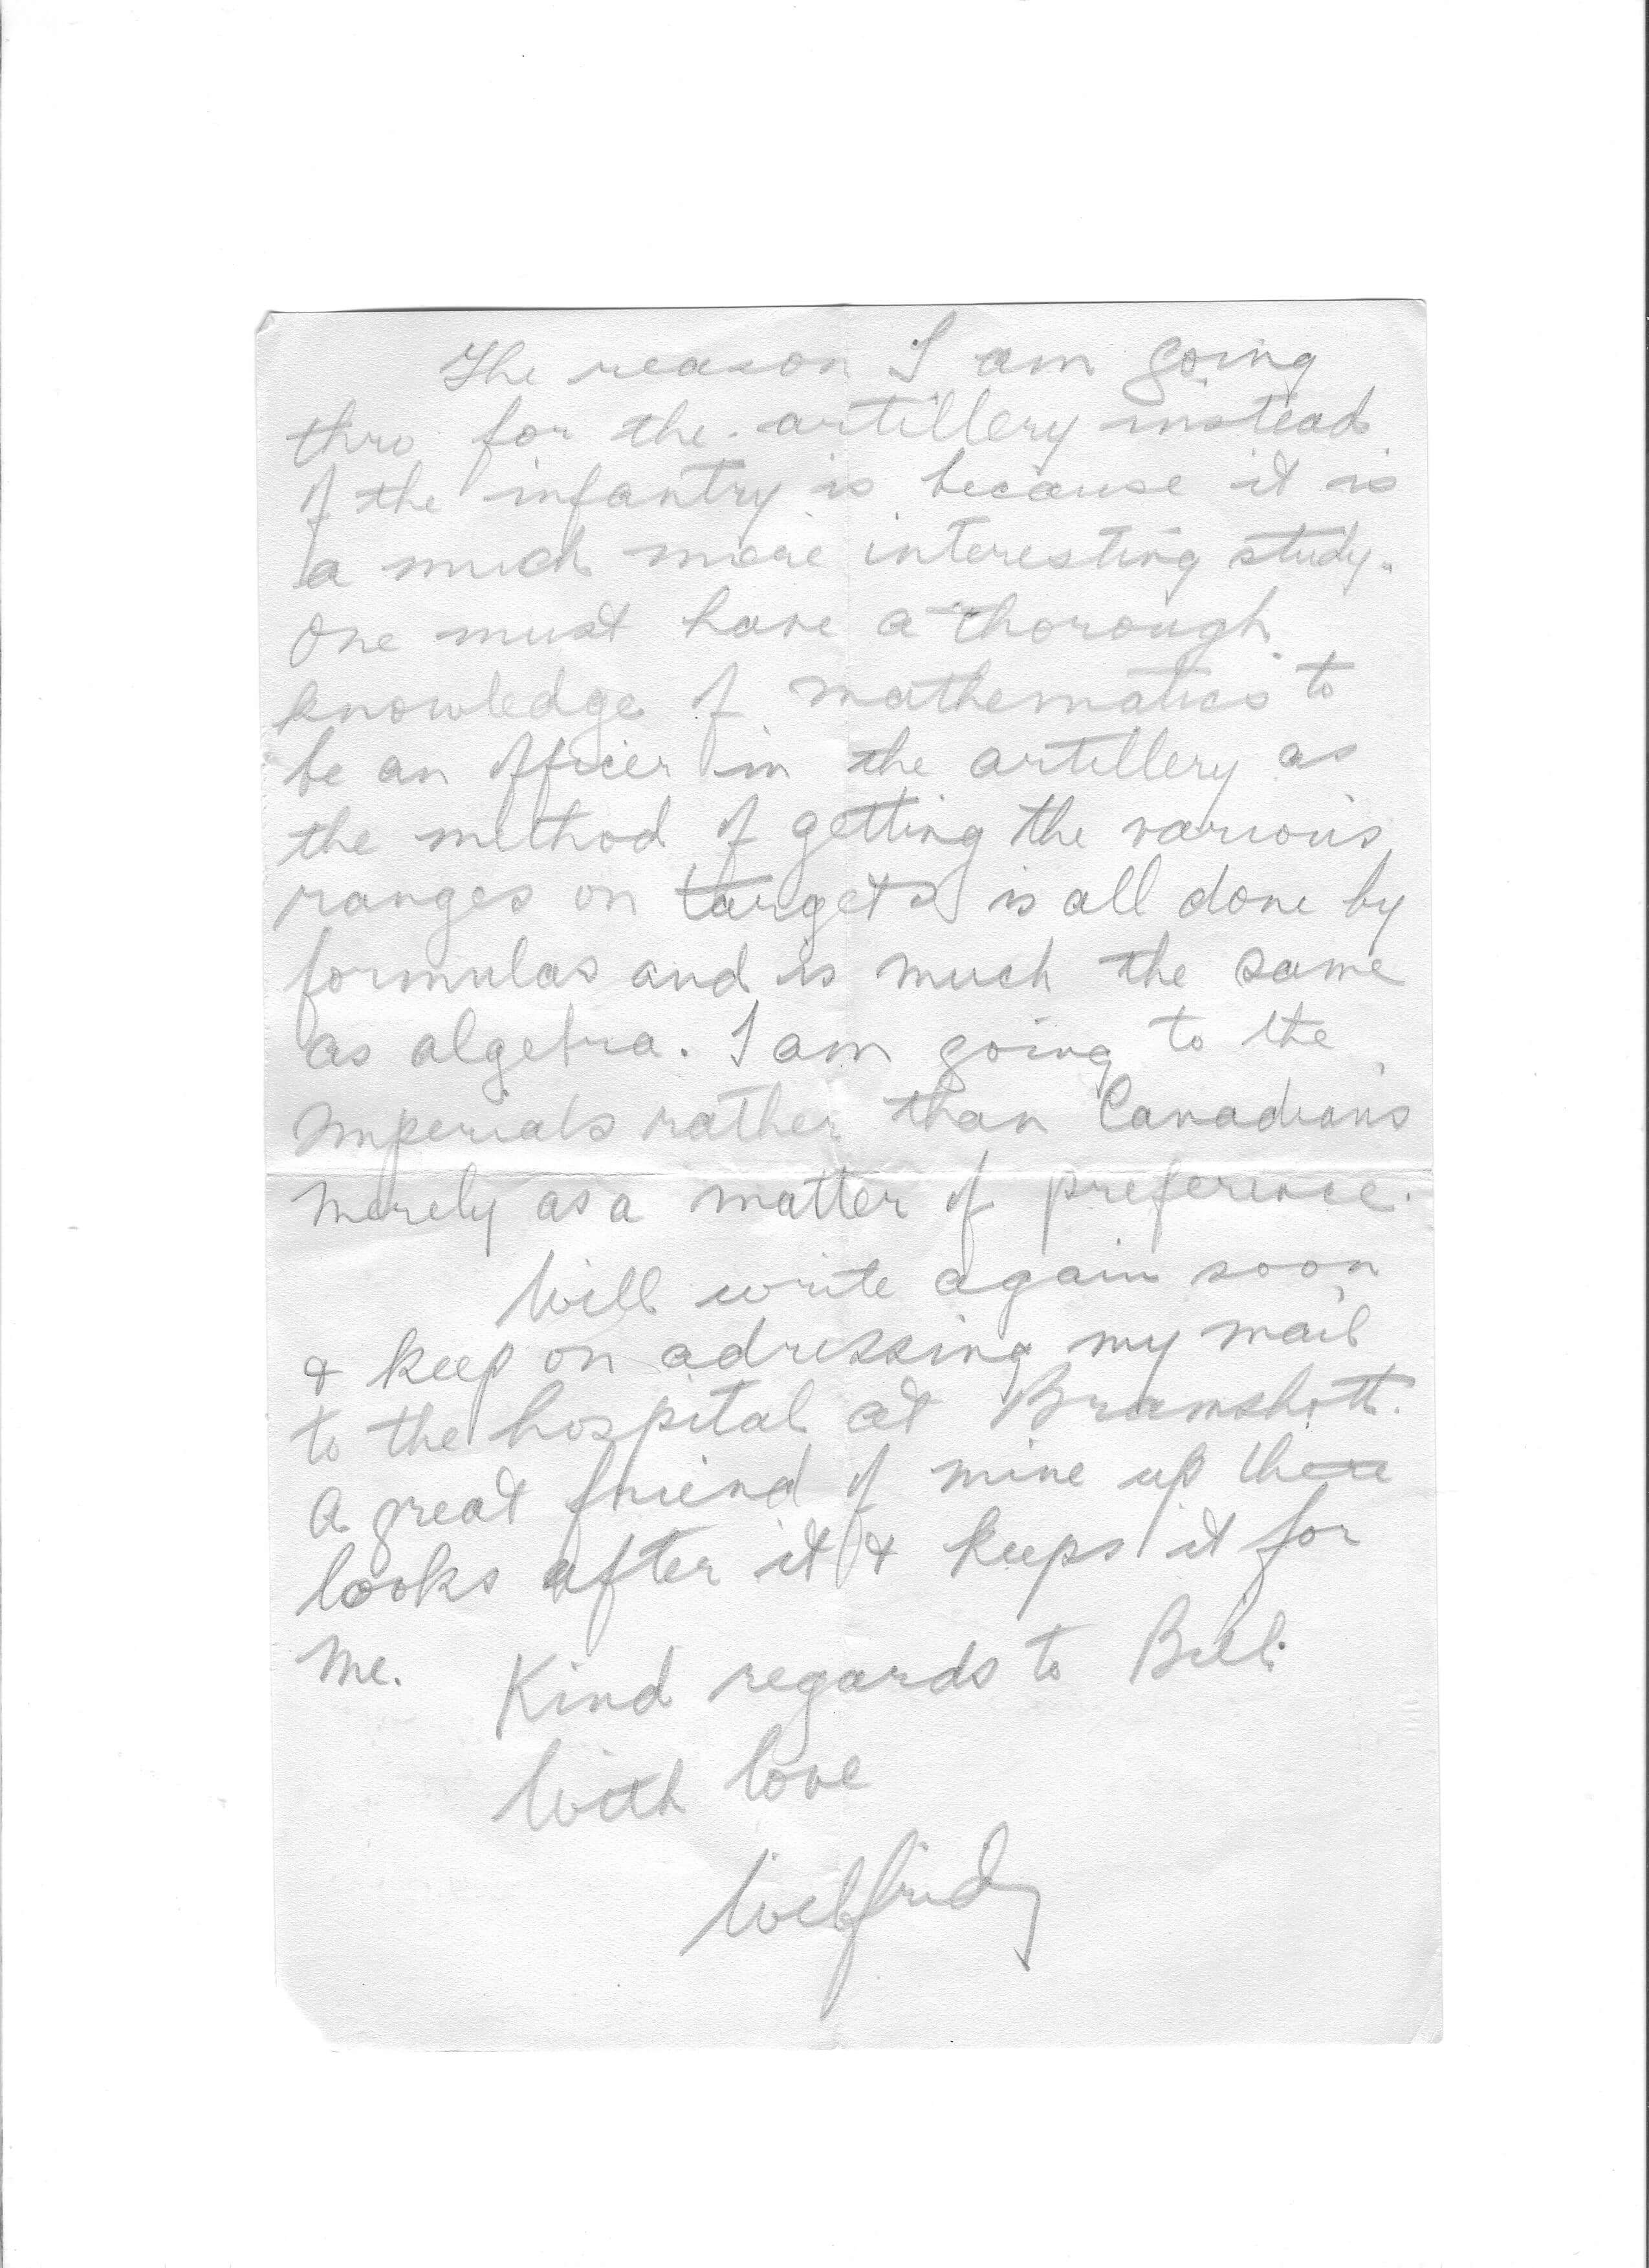 The reason I am going
thro for the artillery instead
of the infantry is because it is
a much more interesting study.
One must have a thorough
knowledge of mathematics to
be an officer in the artillery as
the method of getting the various
ranges on targets is all done by
formulas and is much the same
as algebra. I am going to the
Imperials rather than Canadians
merely as a matter of preference.
Will write again soon
& keep on adressing my mail
to the hospital at Bramshott.
A great friend of mine up there
looks after it & keeps it for
me. Kind regards to Bill.
With love
Wilfrid